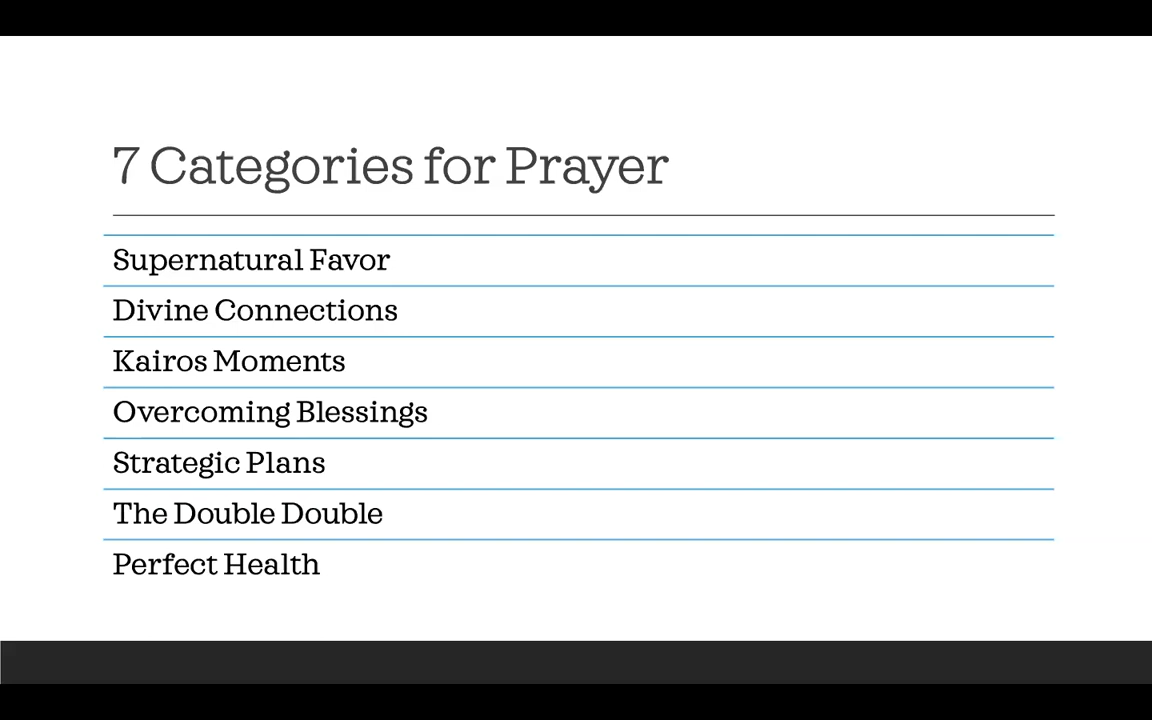 7 Categories for Prayer
Supernatural Favor
Divine Connections
Kairos Moments
Overcoming Blessings
Strategic Plans
The Double Double
Perfect Health